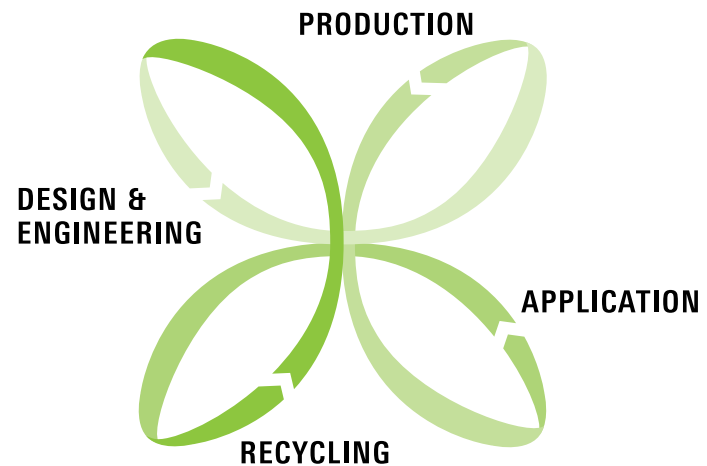 PRODUCTION
DESIGN &
ENGINEERING
APPLICATION
RECYCLING